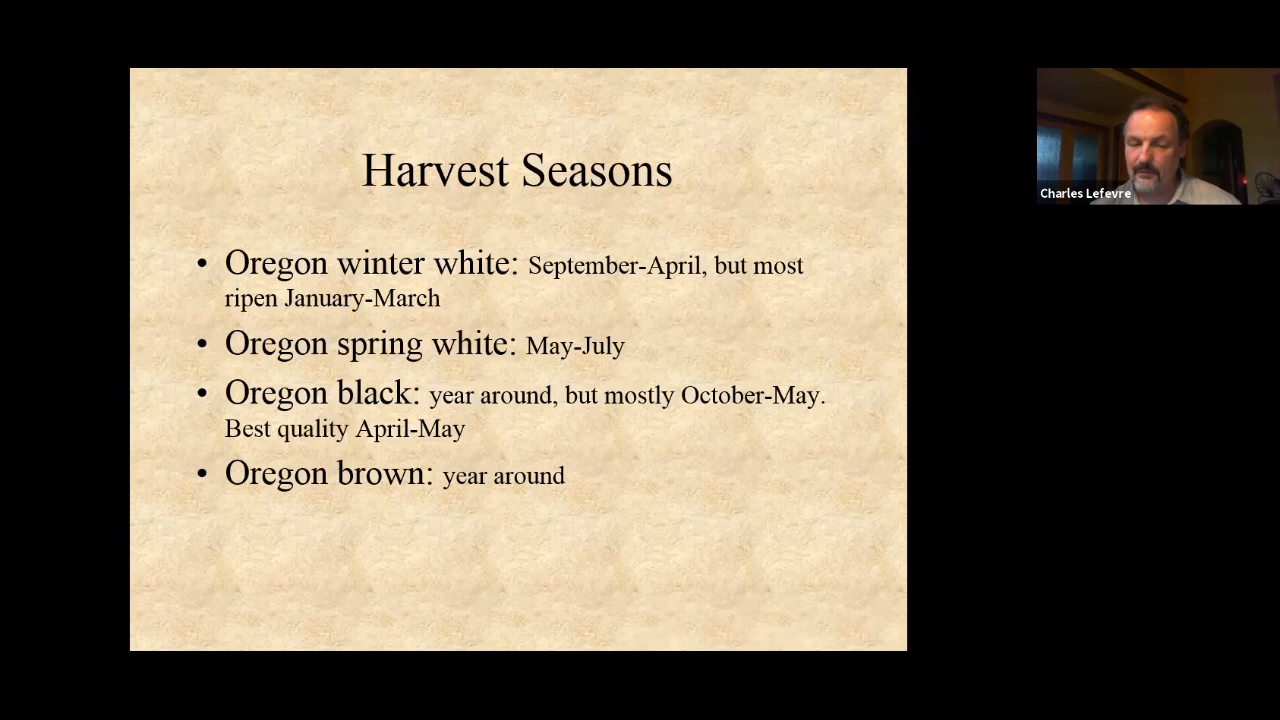 Harvest Seasons
• Oregon winter white: September-April, but most
ripen January-March
• Oregon spring white: May-July
• Oregon black: year around, but mostly October-May.
Best quality April-May
• Oregon brown: year around
Charles Lefevre